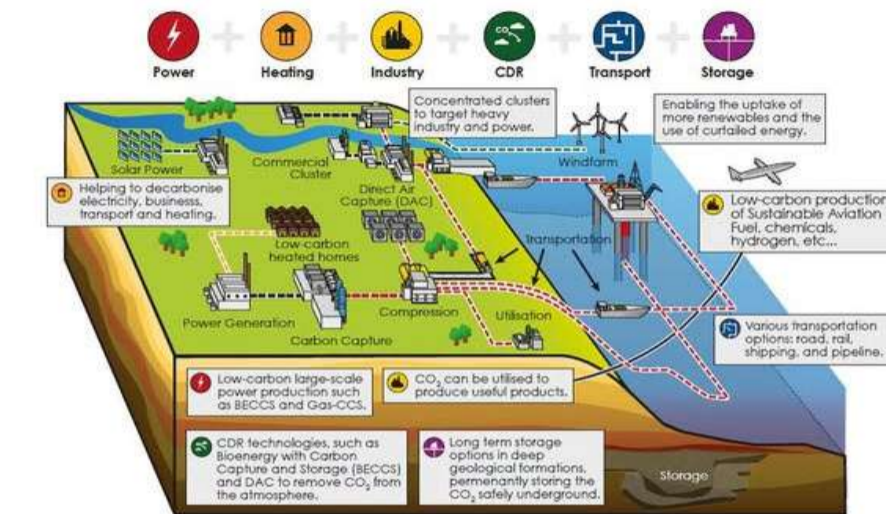 Power
Heating
Industry
CO₂
CDR
Transport
Storage
Concentrated clusters
to target heavy
industry and power.
Enabling the uptake of
more renewables and the
use of curtailed energy.
Solar Power
Commercial
Cluster
Windfarm
Helping to decarbonise
electricity, businesss,
transport and heating.
Direct Air
Capture (DAC)
Low-carbon production
of Sustainable Aviation
Fuel, chemicals,
hydrogen, etc...
Low-carbon
heated homes
Transportation
Power Generation
Compression
Utilisation
Carbon Capture
Various transportation
options: road, rail,
shipping, and pipeline.
Low-carbon large-scale
power production such
as BECCS and Gas-CCS.
CO₂ can be utilised to
produce useful products.
CDR technologies, such as
Bioenergy with Carbon
Capture and Storage (BECCS)
and DAC to remove CO₂ from
the atmosphere.
Long term storage
options in deep
geological formations,
permenantly storing the
CO₂ safely underground.
Storage